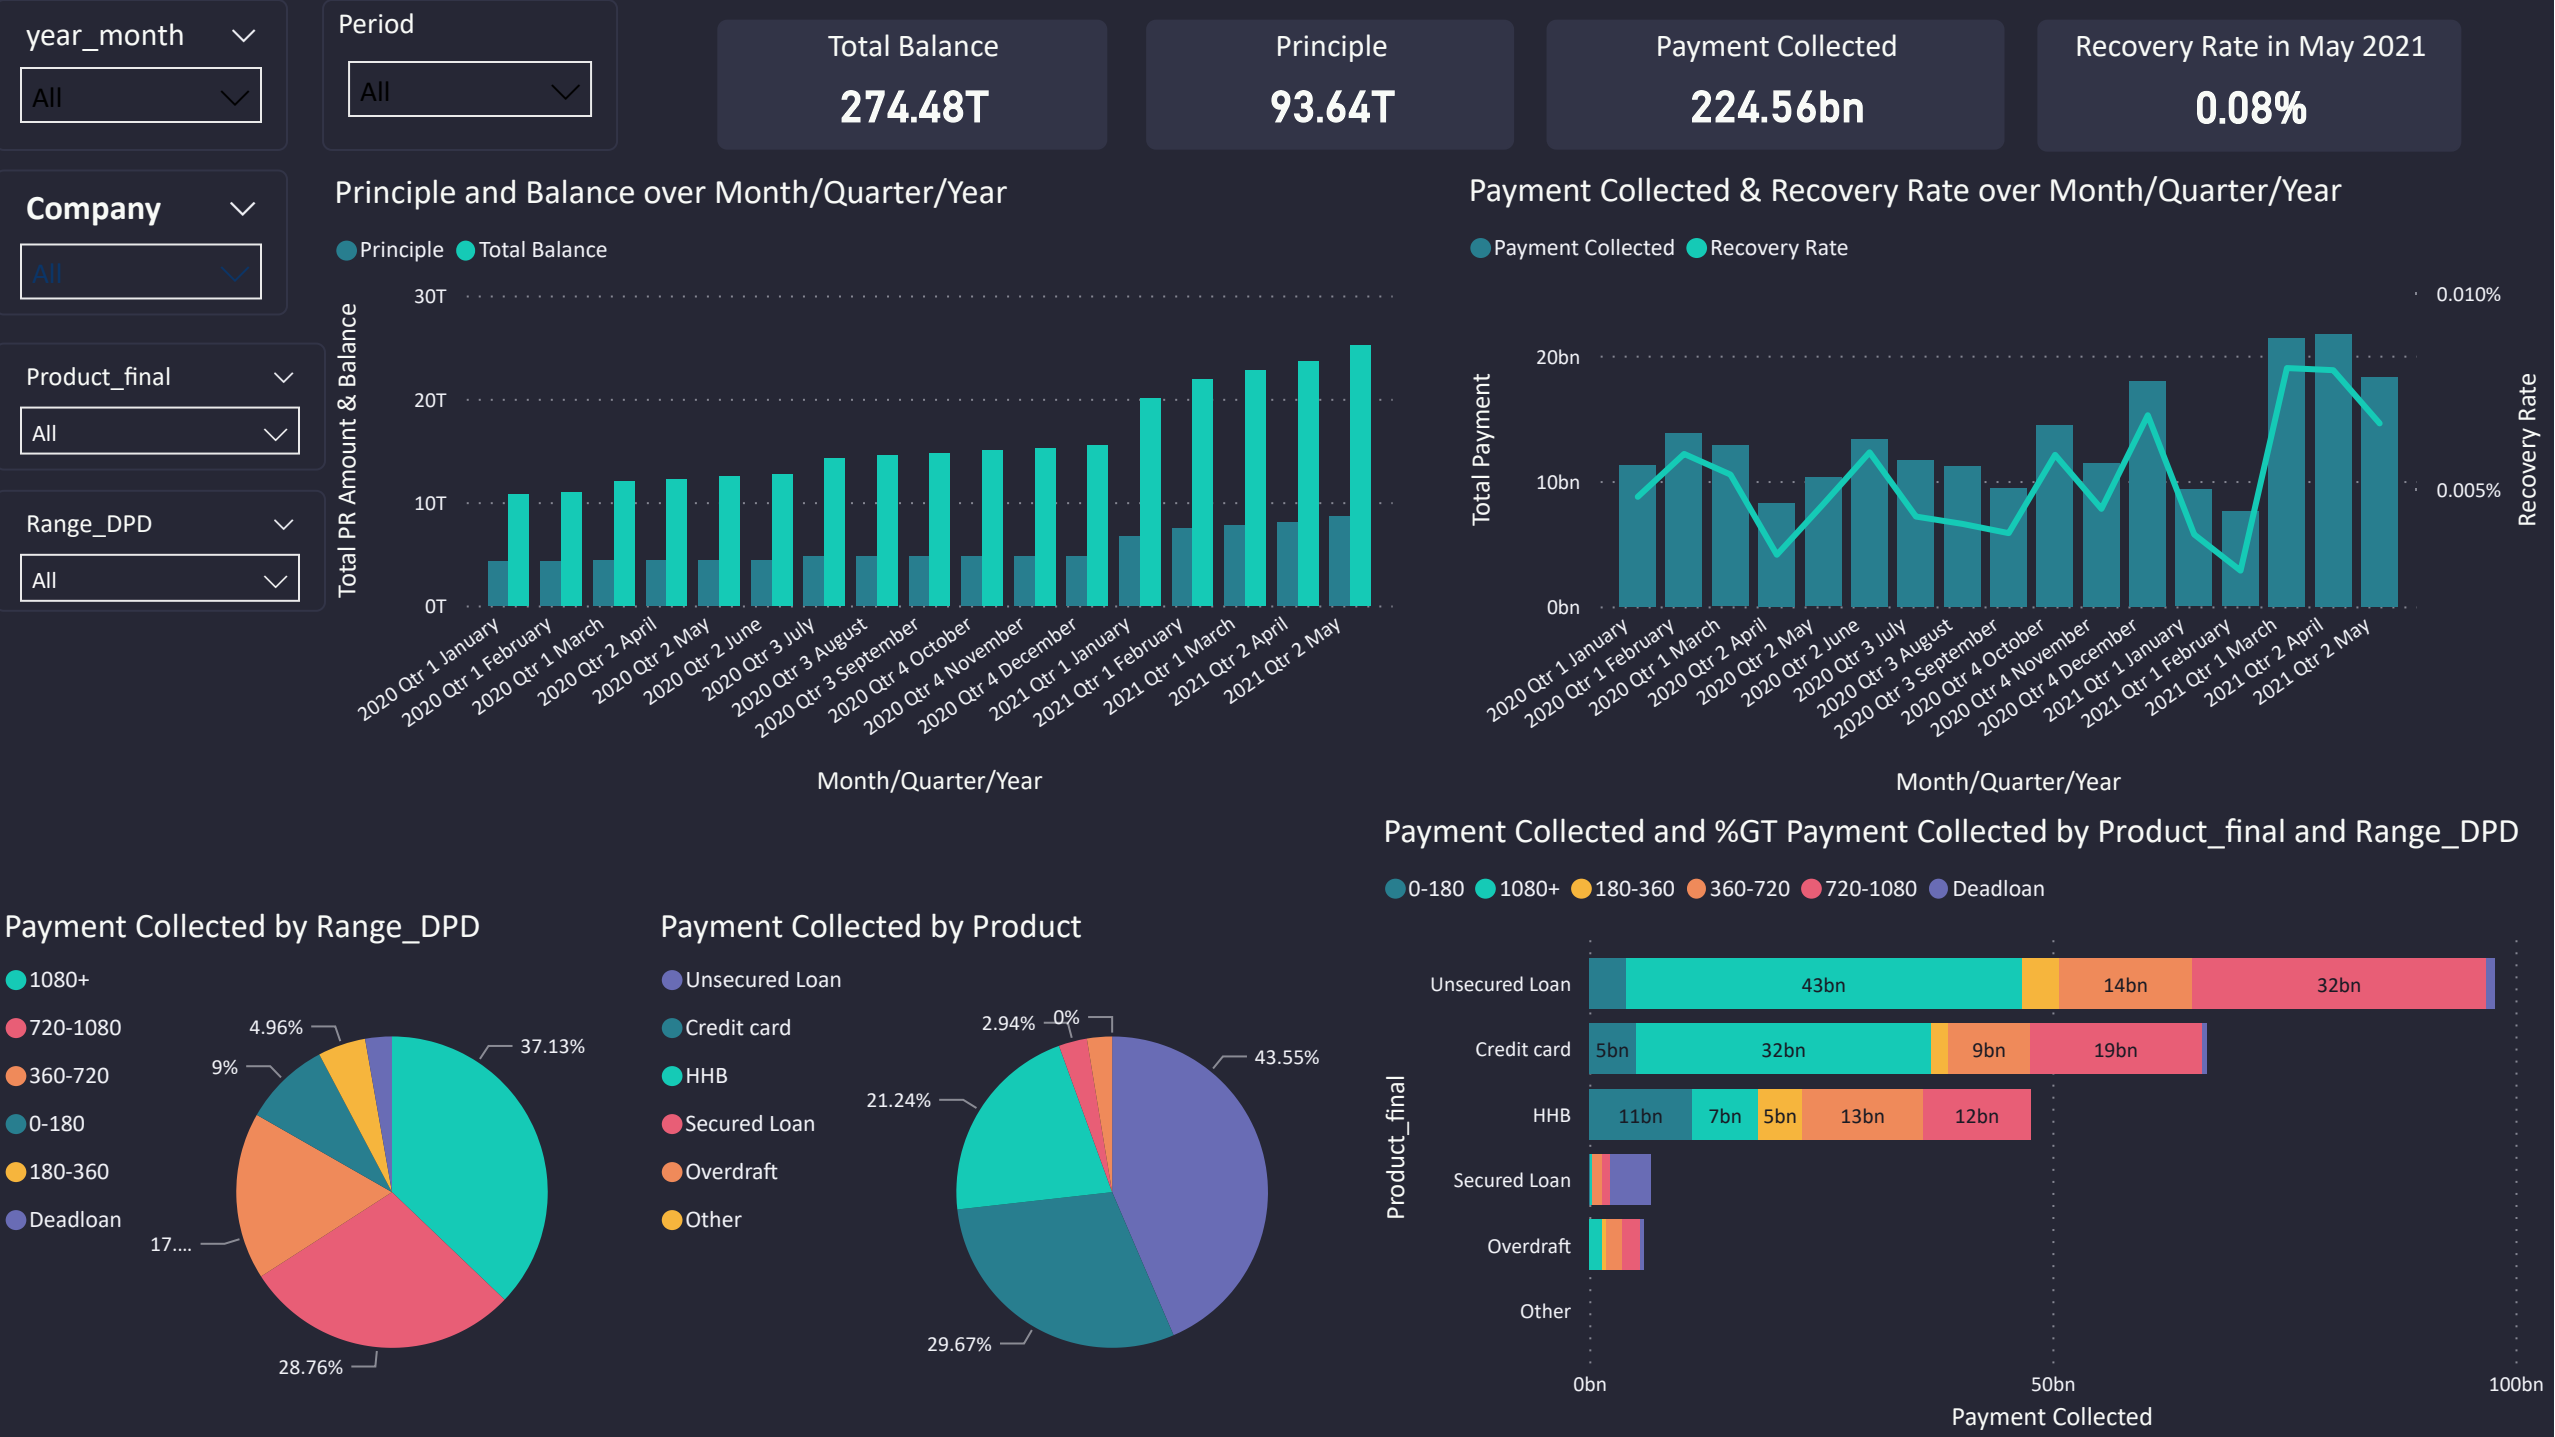 year_month
All
Period
All
Total Balance
274.48T
Principle
93.64T
Payment Collected
224.56bn
Recovery Rate in May 2021
0.08%
Company
All
Product_final
All
Range_DPD
All
Principle and Balance over Month/Quarter/Year
Principle
Total Balance
Total PR Amount & Balance
30T
20T
10T
0T
2020 Qtr 1 January
2020 Qtr 1 February
2020 Qtr 1 March
2020 Qtr 2 April
2020 Qtr 2 May
2020 Qtr 2 June
2020 Qtr 3 July
2020 Qtr 3 August
2020 Qtr 3 September
2020 Qtr 4 October
2020 Qtr 4 November
2020 Qtr 4 December
2021 Qtr 1 January
2021 Qtr 1 February
2021 Qtr 1 March
2021 Qtr 2 April
2021 Qtr 2 May
Month/Quarter/Year
Payment Collected & Recovery Rate over Month/Quarter/Year
Payment Collected
Recovery Rate
Total Payment
20bn
10bn
0bn
0.010%
0.005%
Recovery Rate
2020 Qtr 1 January
2020 Qtr 1 February
2020 Qtr 1 March
2020 Qtr 2 April
2020 Qtr 2 May
2020 Qtr 2 June
2020 Qtr 3 July
2020 Qtr 3 August
2020 Qtr 3 September
2020 Qtr 4 October
2020 Qtr 4 November
2020 Qtr 4 December
2021 Qtr 1 January
2021 Qtr 1 February
2021 Qtr 1 March
2021 Qtr 2 April
2021 Qtr 2 May
Month/Quarter/Year
Payment Collected by Range_DPD
1080+
720-1080
360-720
0-180
180-360
Deadloan
4.96%
37.13%
9%
17....
28.76%
Payment Collected by Product
Unsecured Loan
Credit card
HHB
Secured Loan
Overdraft
Other
2.94%
0%
43.55%
21.24%
29.67%
Payment Collected and %GT Payment Collected by Product_final and Range_DPD
0-180
1080+
180-360
360-720
720-1080
Deadloan
Product_final
Unsecured Loan
43bn
14bn
32bn
Credit card
5bn
32bn
9bn
19bn
HHB
11bn
7bn
5bn
13bn
12bn
Secured Loan
Overdraft
Other
0bn
50bn
100bn
Payment Collected